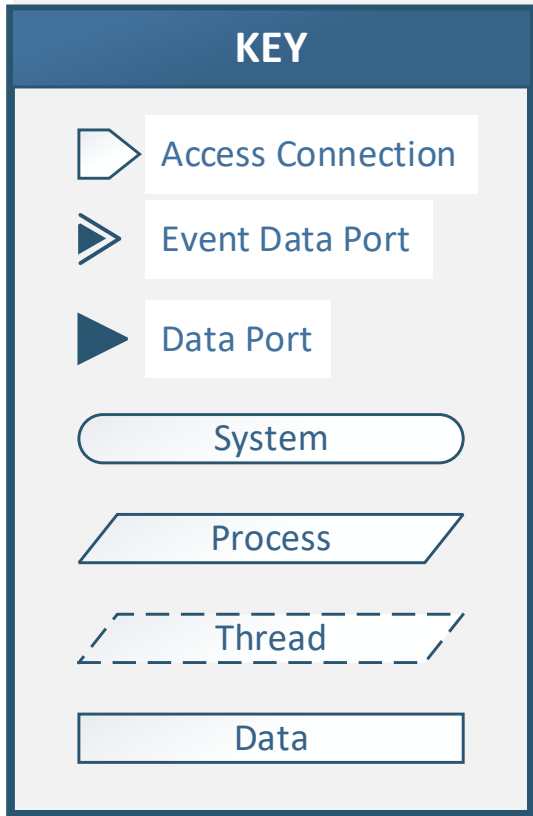 KEY
Access Connection
Event Data Port
Data Port
System
Process
Thread
Data